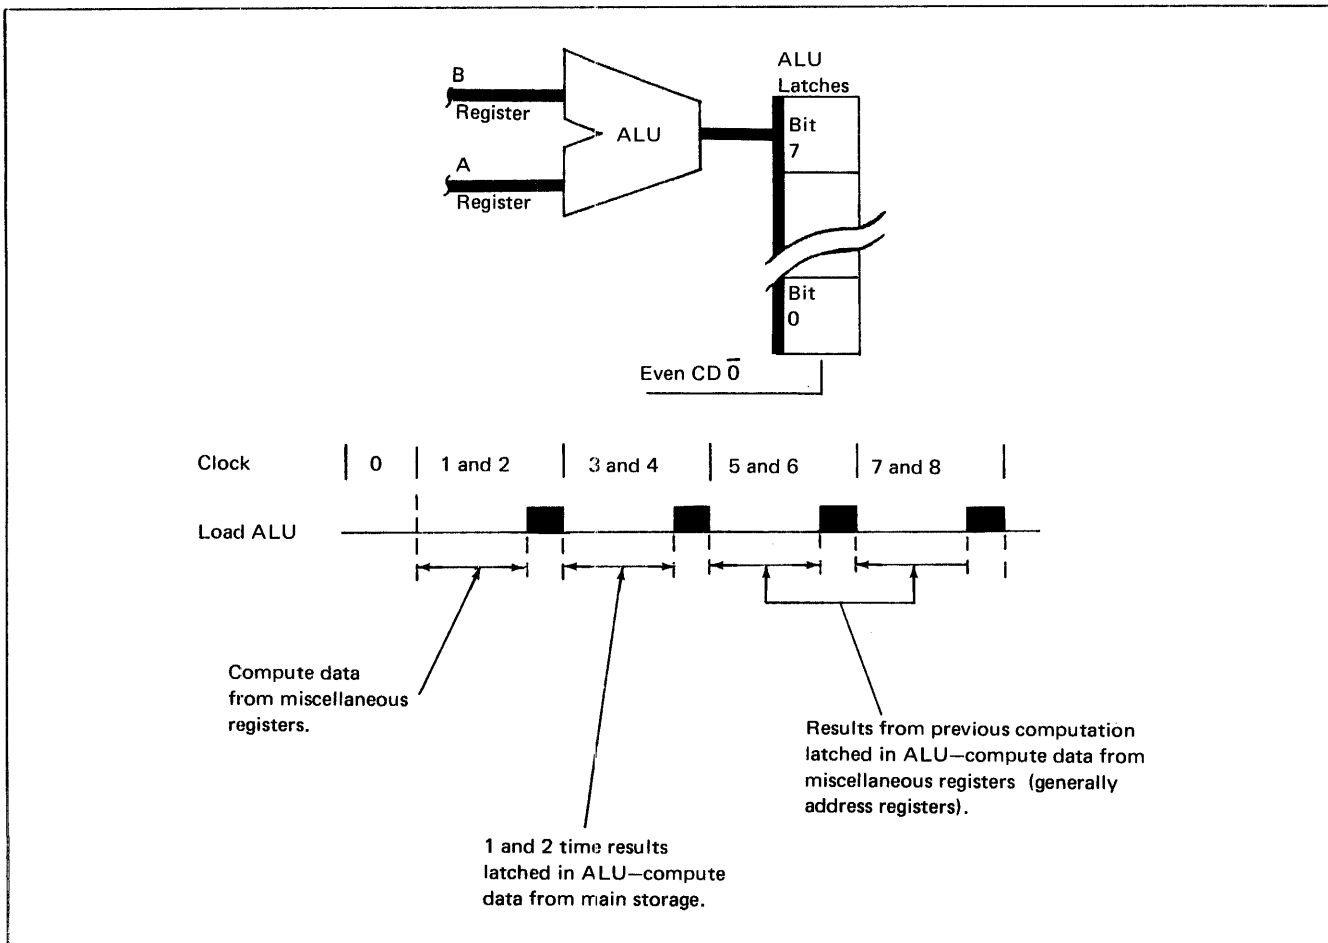 B
Register
ALU
A
Register
ALU
Latches
Bit
7
Bit
0
Even CD 0̅
Clock 0 1 and 2 3 and 4 5 and 6 7 and 8
Load ALU
Compute data
from miscellaneous
registers.
Results from previous computation
latched in ALU—compute data from
miscellaneous registers (generally
address registers).
1 and 2 time results
latched in ALU—compute
data from main storage.